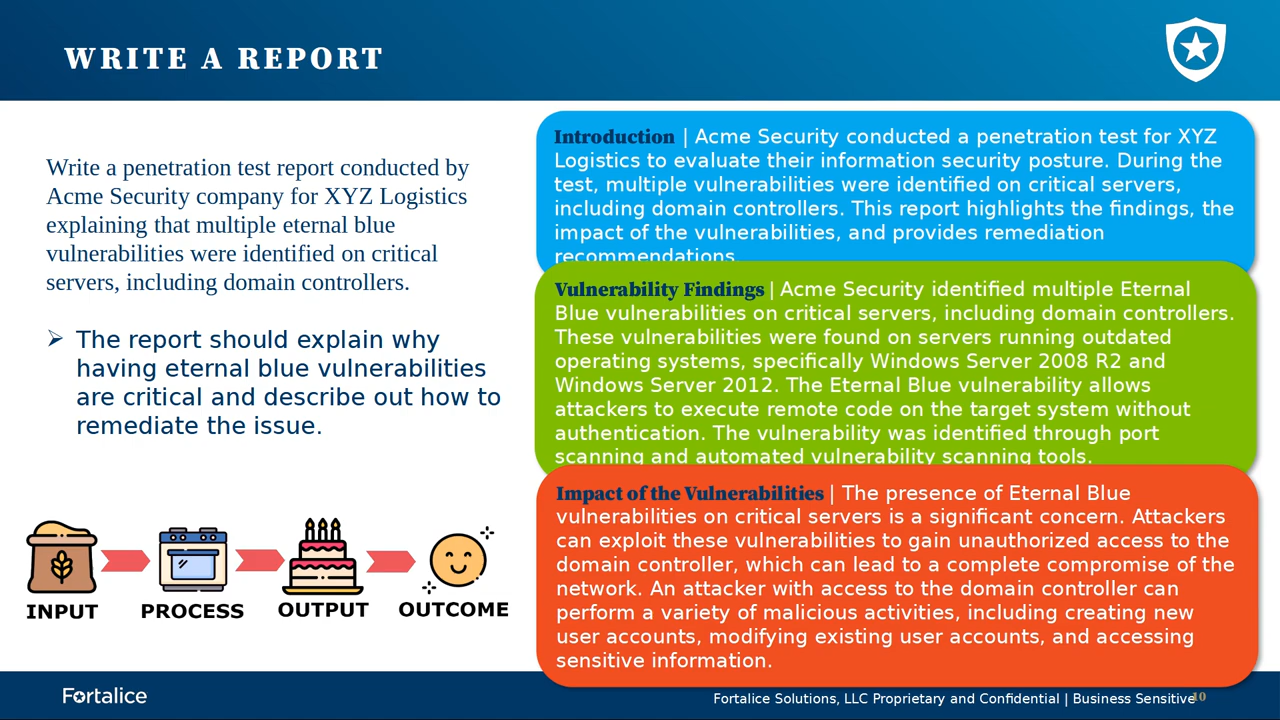 WRITE A REPORT
Write a penetration test report conducted by
Acme Security company for XYZ Logistics
explaining that multiple eternal blue
vulnerabilities were identified on critical
servers, including domain controllers.
➢ The report should explain why
having eternal blue vulnerabilities
are critical and describe out how to
remediate the issue.
INPUT
PROCESS
OUTPUT
OUTCOME
Introduction | Acme Security conducted a penetration test for XYZ
Logistics to evaluate their information security posture. During the
test, multiple vulnerabilities were identified on critical servers,
including domain controllers. This report highlights the findings, the
impact of the vulnerabilities, and provides remediation
recommendations.
Vulnerability Findings | Acme Security identified multiple Eternal
Blue vulnerabilities on critical servers, including domain controllers.
These vulnerabilities were found on servers running outdated
operating systems, specifically Windows Server 2008 R2 and
Windows Server 2012. The Eternal Blue vulnerability allows
attackers to execute remote code on the target system without
authentication. The vulnerability was identified through port
scanning and automated vulnerability scanning tools.
Impact of the Vulnerabilities | The presence of Eternal Blue
vulnerabilities on critical servers is a significant concern. Attackers
can exploit these vulnerabilities to gain unauthorized access to the
domain controller, which can lead to a complete compromise of the
network. An attacker with access to the domain controller can
perform a variety of malicious activities, including creating new
user accounts, modifying existing user accounts, and accessing
sensitive information.
Fortalice
Fortalice Solutions, LLC Proprietary and Confidential | Business Sensitive
10